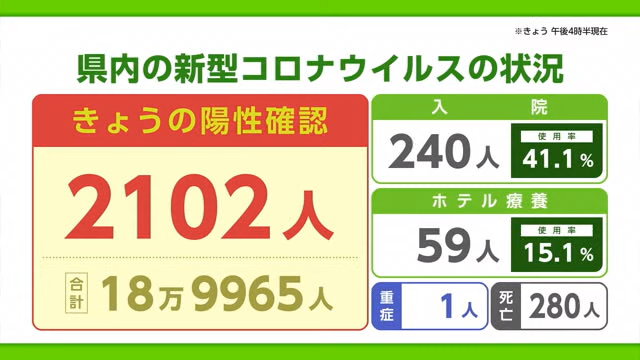 ※きょう 午後4時半現在
県内の新型コロナウイルスの状況
きょうの陽性確認
2102人
合計 18万9965人
入院
240人
使用率
41.1%
ホテル療養
59人
使用率
15.1%
重症 1人
死亡 280人